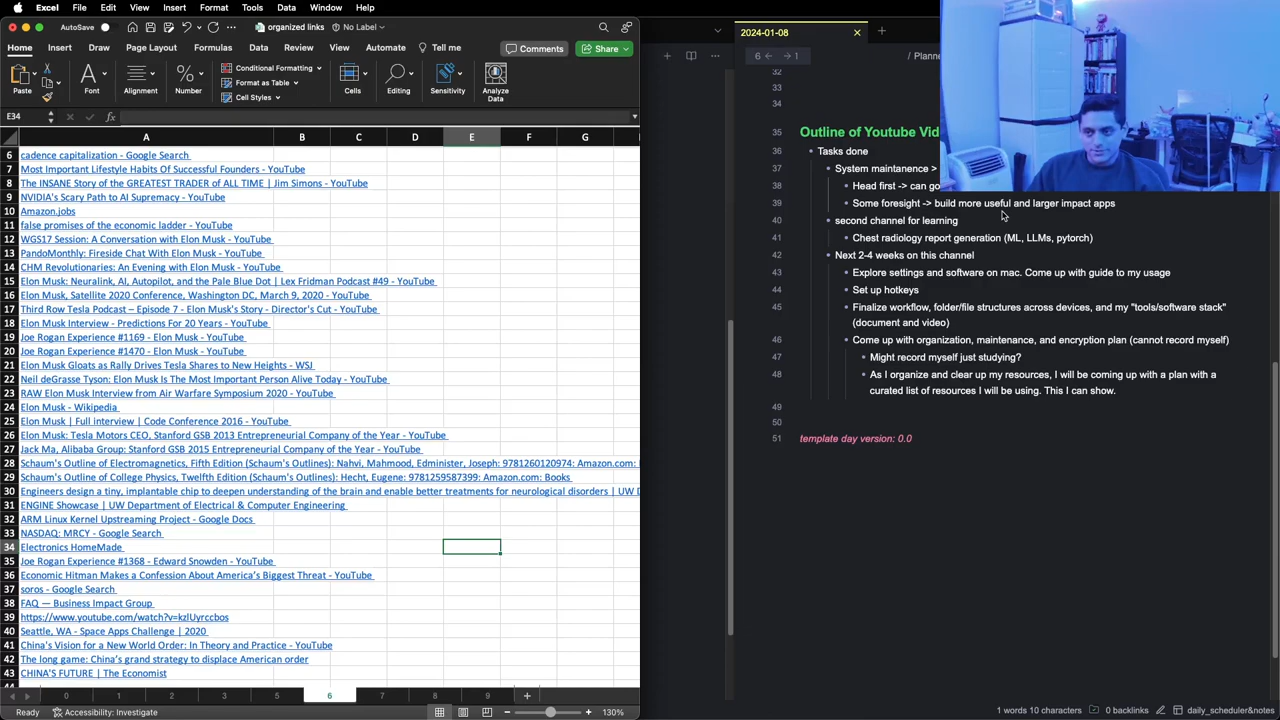 Excel File Edit View Insert Format Tools Data Window Help
AutoSave organized links No Label
Home Insert Draw Page Layout Formulas Data Review View Automate Tell me Comments Share
Paste Font Alignment Number Conditional Formatting Format as Table Cell Styles Cells Editing Sensitivity Analyze Data
E34 fx
A B C D E F G
6 cadence capitalization - Google Search
7 Most Important Lifestyle Habits Of Successful Founders - YouTube
8 The INSANE Story of the GREATEST TRADER of ALL TIME | Jim Simons - YouTube
9 NVIDIA's Scary Path to AI Supremacy - YouTube
10 Amazon.jobs
11 false promises of the economic ladder - YouTube
12 WGS17 Session: A Conversation with Elon Musk - YouTube
13 PandoMonthly: Fireside Chat With Elon Musk - YouTube
14 CHM Revolutionaries: An Evening with Elon Musk - YouTube
15 Elon Musk: Neuralink, AI, Autopilot, and the Pale Blue Dot | Lex Fridman Podcast #49 - YouTube
16 Elon Musk, Satellite 2020 Conference, Washington DC, March 9, 2020 - YouTube
17 Third Row Tesla Podcast – Episode 7 - Elon Musk's Story - Director's Cut - YouTube
18 Elon Musk Interview - Predictions For 20 Years - YouTube
19 Joe Rogan Experience #1169 - Elon Musk - YouTube
20 Joe Rogan Experience #1470 - Elon Musk - YouTube
21 Elon Musk Gloats as Rally Drives Tesla Shares to New Heights - WSJ
22 Neil deGrasse Tyson: Elon Musk Is The Most Important Person Alive Today - YouTube
23 RAW Elon Musk Interview from Air Warfare Symposium 2020 - YouTube
24 Elon Musk - Wikipedia
25 Elon Musk | Full interview | Code Conference 2016 - YouTube
26 Elon Musk: Tesla Motors CEO, Stanford GSB 2013 Entrepreneurial Company of the Year - YouTube
27 Jack Ma, Alibaba Group: Stanford GSB 2015 Entrepreneurial Company of the Year - YouTube
28 Schaum's Outline of Electromagnetics, Fifth Edition (Schaum's Outlines): Nahvi, Mahmood, Edminister, Joseph: 9781260120974: Amazon.com:
29 Schaum's Outline of College Physics, Twelfth Edition (Schaum's Outlines): Hecht, Eugene: 9781259587399: Amazon.com: Books
30 Engineers design a tiny, implantable chip to deepen understanding of the brain and enable better treatments for neurological disorders | UW D
31 ENGINE Showcase | UW Department of Electrical & Computer Engineering
32 ARM Linux Kernel Upstreaming Project - Google Docs
33 NASDAQ: MRCY - Google Search
34 Electronics HomeMade
35 Joe Rogan Experience #1368 - Edward Snowden - YouTube
36 Economic Hitman Makes a Confession About America's Biggest Threat - YouTube
37 soros - Google Search
38 FAQ — Business Impact Group
39 https://www.youtube.com/watch?v=kzlUyrccbos
40 Seattle, WA - Space Apps Challenge | 2020
41 China's Vision for a New World Order: In Theory and Practice - YouTube
42 The long game: China's grand strategy to displace American order
43 CHINA'S FUTURE | The Economist
0 1 2 3 4 5 6 7 8 9
Ready Accessibility: Investigate 130%
2024-01-08
6 ← → 1 / Planne
32
33
34
35 Outline of Youtube Vid
36 Tasks done
37 System maintanence >
38 Head first -> can go
39 Some foresight -> build more useful and larger impact apps
40 second channel for learning
41 Chest radiology report generation (ML, LLMs, pytorch)
42 Next 2-4 weeks on this channel
43 Explore settings and software on mac. Come up with guide to my usage
44 Set up hotkeys
45 Finalize workflow, folder/file structures across devices, and my "tools/software stack"
(document and video)
46 Come up with organization, maintenance, and encryption plan (cannot record myself)
47 Might record myself just studying?
48 As I organize and clear up my resources, I will be coming up with a plan with a
curated list of resources I will be using. This I can show.
49
50
51 template day version: 0.0
1 words 10 characters 0 backlinks daily_scheduler&notes